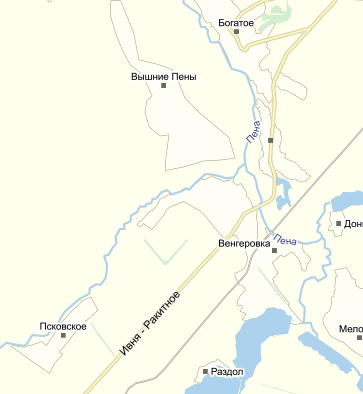 Богатое
Вышние Пены
Пена
Дон
Пена
Венгеровка
Ивня - Ракитное
Псковское
Мело
Раздол